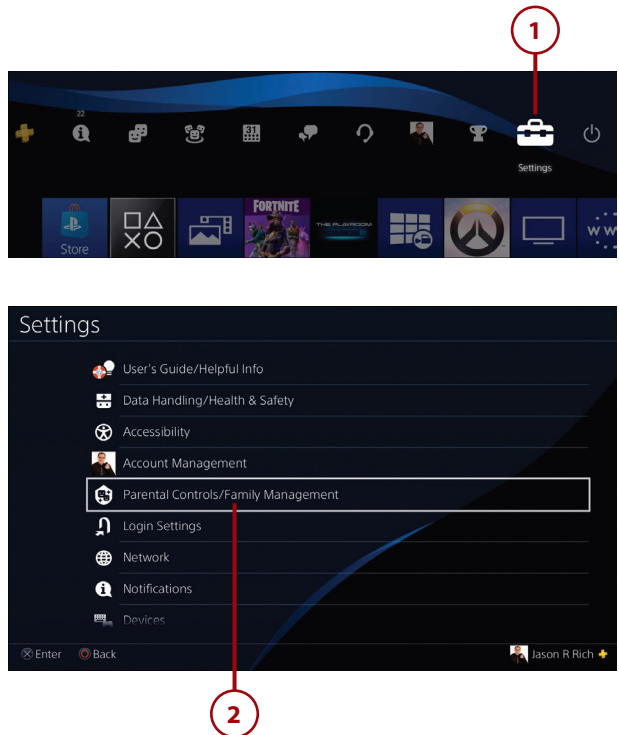 1
22
31
Settings
Store
FORTNITE
THE PLAYROOM
Settings
User's Guide/Helpful Info
Data Handling/Health & Safety
Accessibility
Account Management
Parental Controls/Family Management
Login Settings
Network
Notifications
Devices
Enter Back Jason R Rich
2